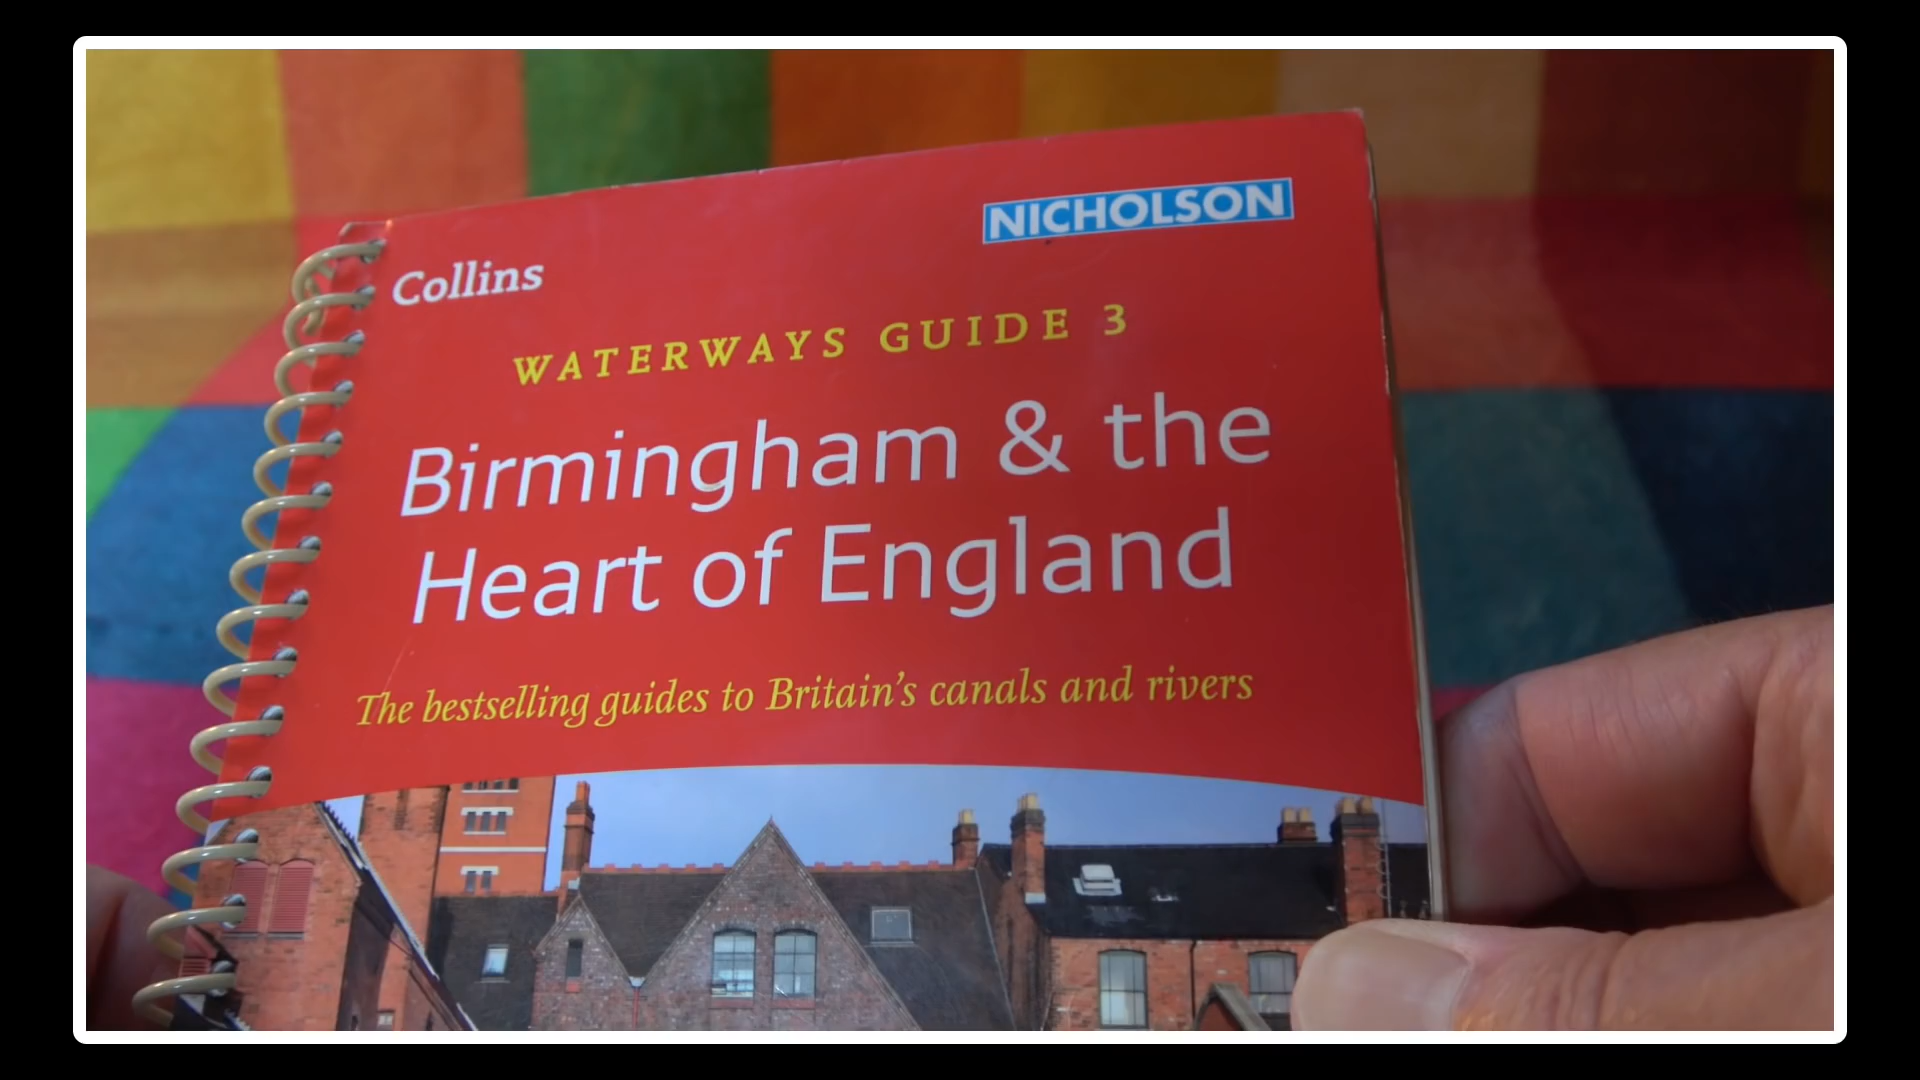 NICHOLSON
Collins
WATERWAYS GUIDE 3
Birmingham & the
Heart of England
The bestselling guides to Britain's canals and rivers